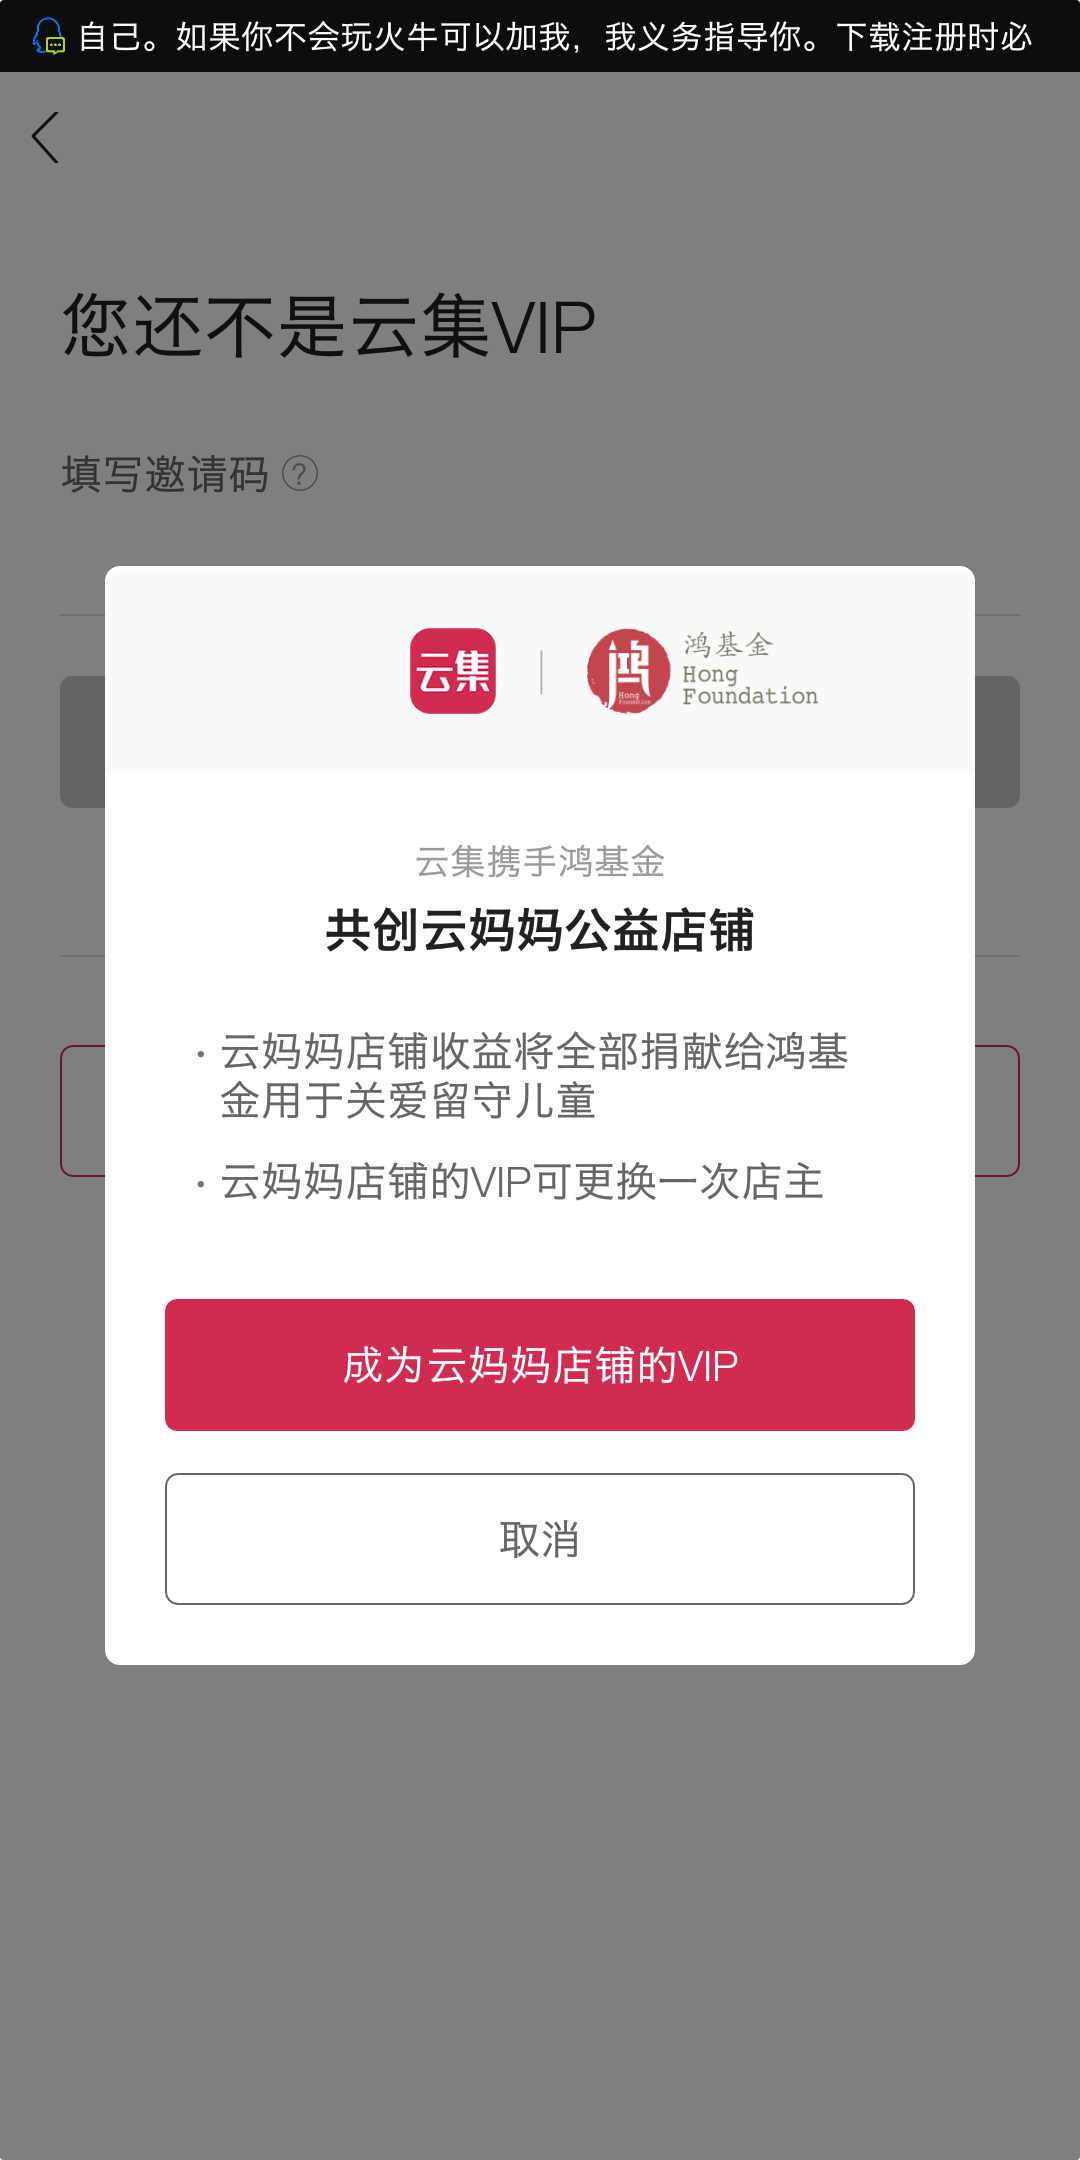 自己。如果你不会玩火牛可以加我，我义务指导你。下载注册时必
您还不是云集VIP
填写邀请码 ?
云集
鸿
Hong
Foundation
鸿基金
Hong
Foundation
云集携手鸿基金
共创云妈妈公益店铺
· 云妈妈店铺收益将全部捐献给鸿基
金用于关爱留守儿童
· 云妈妈店铺的VIP可更换一次店主
成为云妈妈店铺的VIP
取消